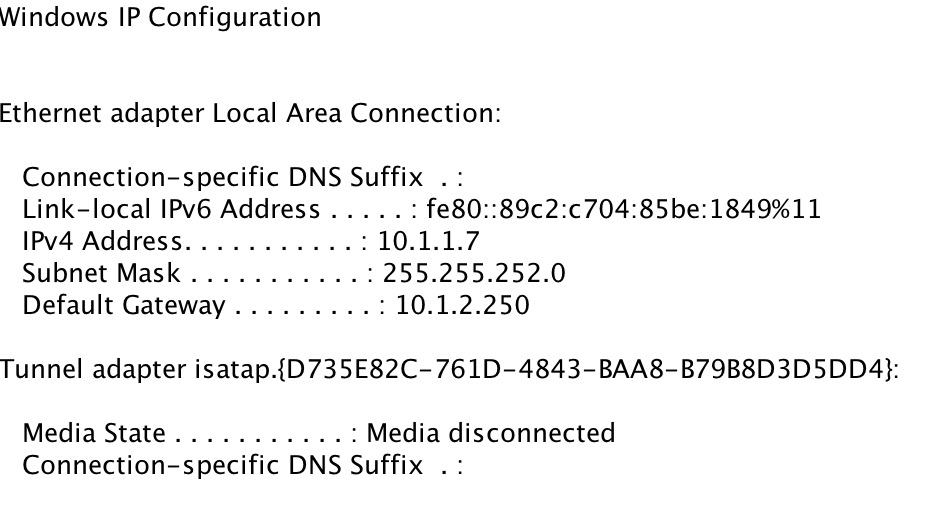 Windows IP Configuration
Ethernet adapter Local Area Connection:
Connection-specific DNS Suffix  . :
Link-local IPv6 Address . . . . . : fe80::89c2:c704:85be:1849%11
IPv4 Address. . . . . . . . . . . : 10.1.1.7
Subnet Mask . . . . . . . . . . . : 255.255.252.0
Default Gateway . . . . . . . . . : 10.1.2.250
Tunnel adapter isatap.{D735E82C-761D-4843-BAA8-B79B8D3D5DD4}:
Media State . . . . . . . . . . . : Media disconnected
Connection-specific DNS Suffix  . :